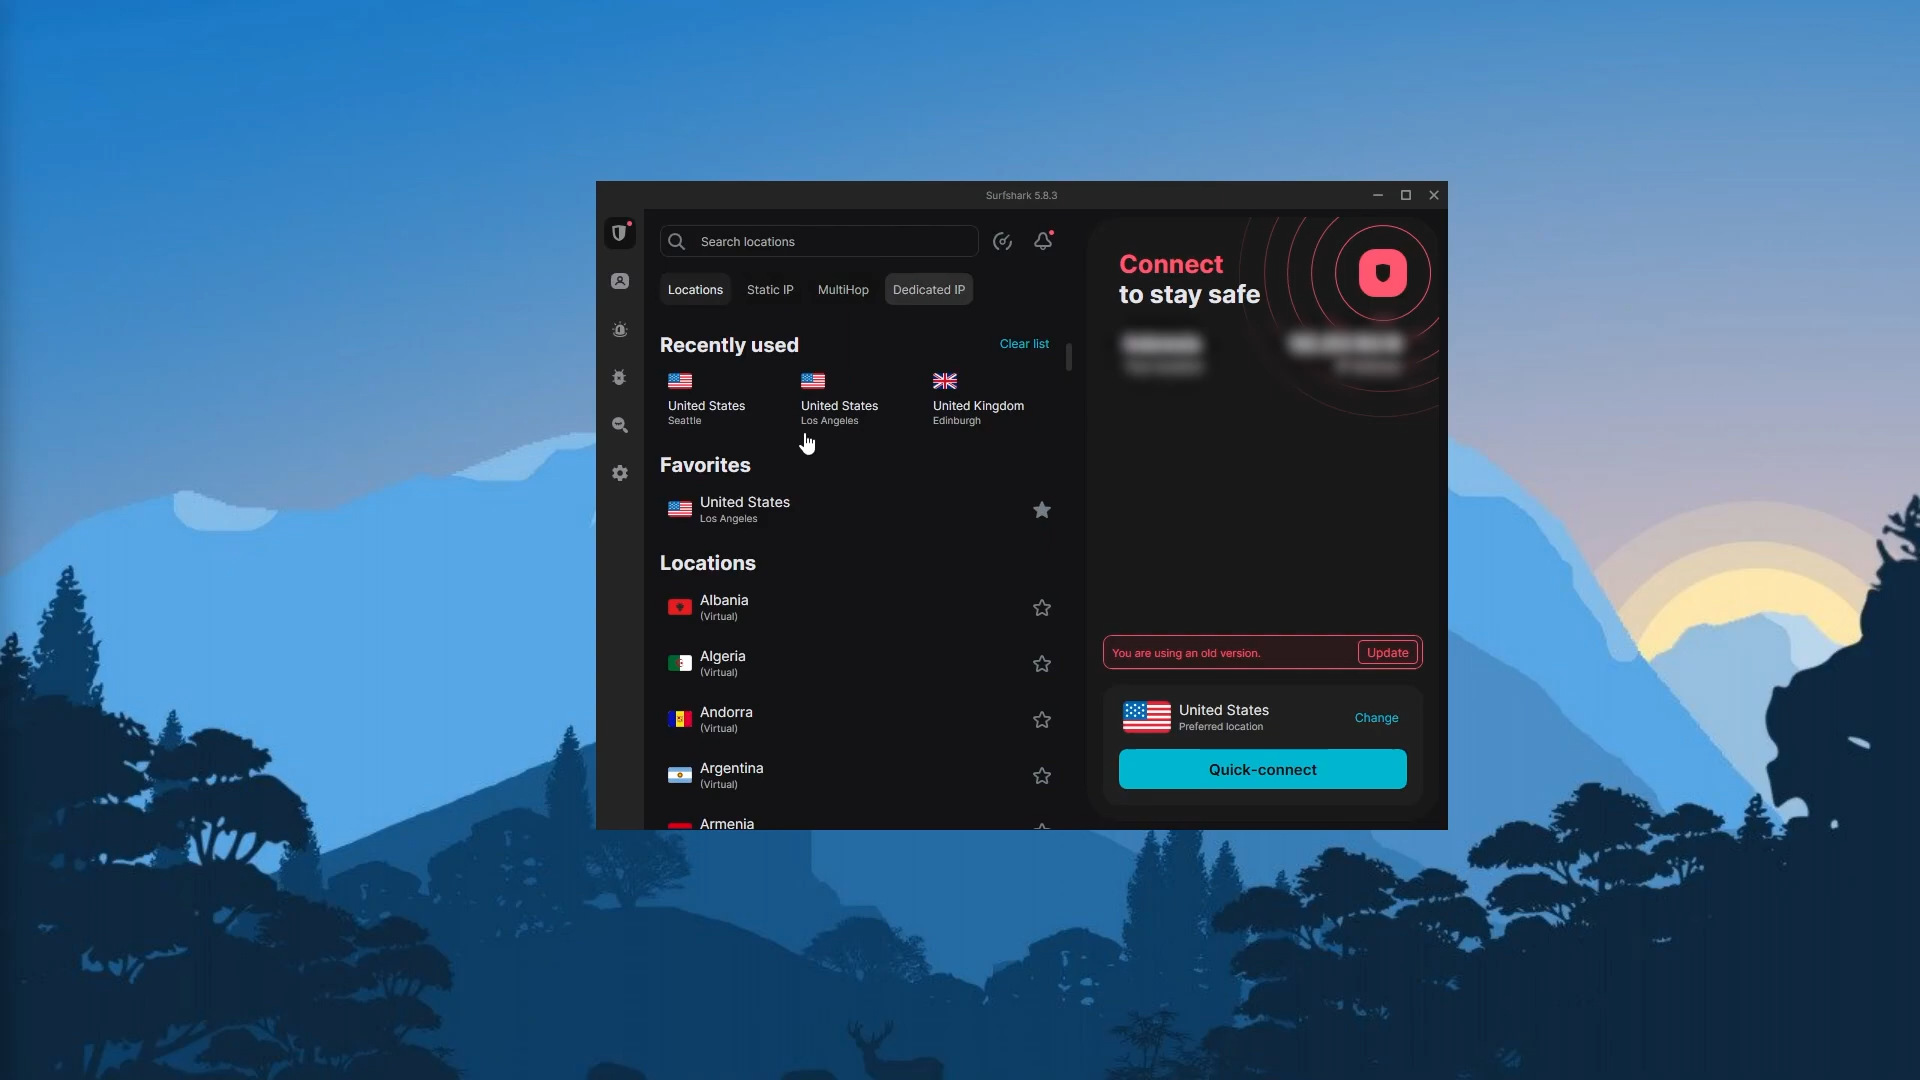 Surfshark 5.8.3
Search locations
Locations Static IP MultiHop Dedicated IP
Recently used Clear list
United States United States United Kingdom
Seattle Los Angeles Edinburgh
Favorites
United States
Los Angeles
Locations
Albania
(Virtual)
Algeria
(Virtual)
Andorra
(Virtual)
Argentina
(Virtual)
Armenia
Connect
to stay safe
You are using an old version. Update
United States
Preferred location
Change
Quick-connect